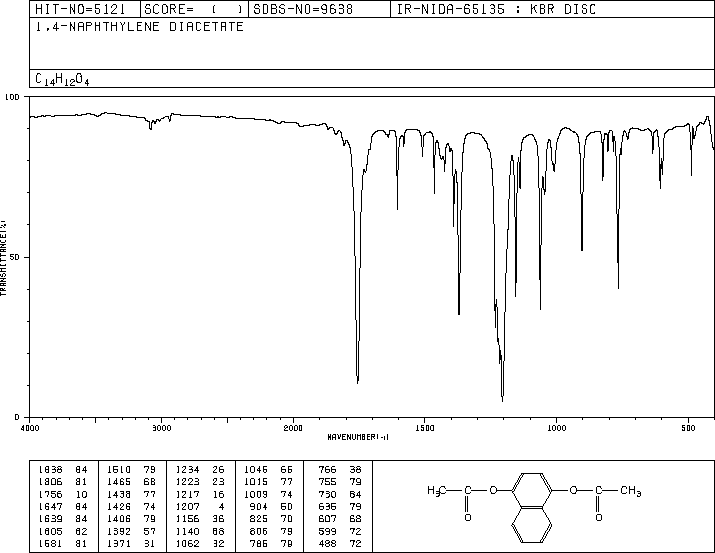 HIT-NO=5121 SCORE= ( ) SDBS-NO=9638 IR-NIDA-65135 : KBR DISC
1,4-NAPHTHYLENE DIACETATE
C14H12O4
100
50
0
TRANSMITTANCE(%)
4000 3000 2000 1500 1000 500
WAVENUMBER(-1)
1838 84 1510 79 1234 26 1046 66 766 38
1806 81 1465 68 1223 23 1015 77 755 79
1756 10 1438 77 1217 16 1009 74 730 84
1647 84 1426 74 1207 4 904 50 635 79
1639 84 1406 79 1156 36 825 70 607 68
1605 62 1392 57 1140 68 806 79 599 72
1581 81 1371 31 1062 32 786 79 488 72
H3C C O O C CH3
O O